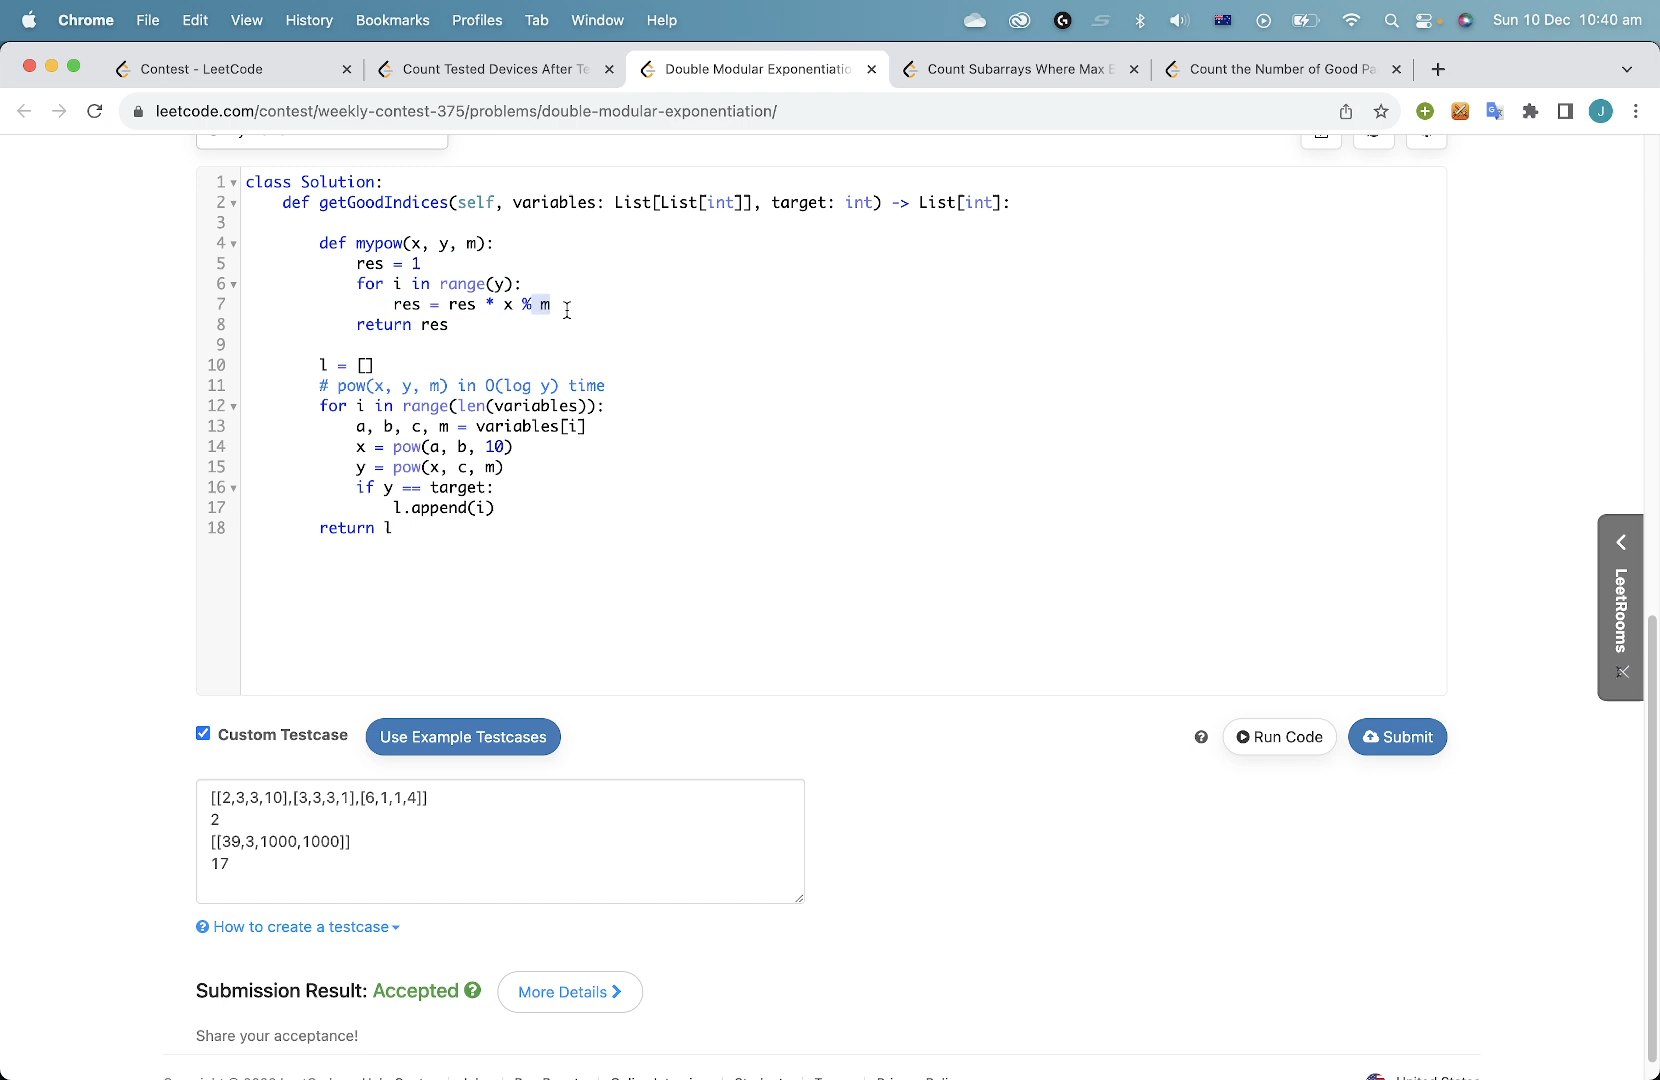 Chrome File Edit View History Bookmarks Profiles Tab Window Help Sun 10 Dec 10:40 am
Contest - LeetCode Count Tested Devices After Te Double Modular Exponentiatio Count Subarrays Where Max E Count the Number of Good Pa
leetcode.com/contest/weekly-contest-375/problems/double-modular-exponentiation/ J
1 class Solution:
2 def getGoodIndices(self, variables: List[List[int]], target: int) -> List[int]:
3
4 def mypow(x, y, m):
5 res = 1
6 for i in range(y):
7 res = res * x % m
8 return res
9
10 l = []
11 # pow(x, y, m) in O(log y) time
12 for i in range(len(variables)):
13 a, b, c, m = variables[i]
14 x = pow(a, b, 10)
15 y = pow(x, c, m)
16 if y == target:
17 l.append(i)
18 return l
LeetRooms
Custom Testcase Use Example Testcases Run Code Submit
[[2,3,3,10],[3,3,3,1],[6,1,1,4]]
2
[[39,3,1000,1000]]
17
How to create a testcase
Submission Result: Accepted More Details
Share your acceptance!